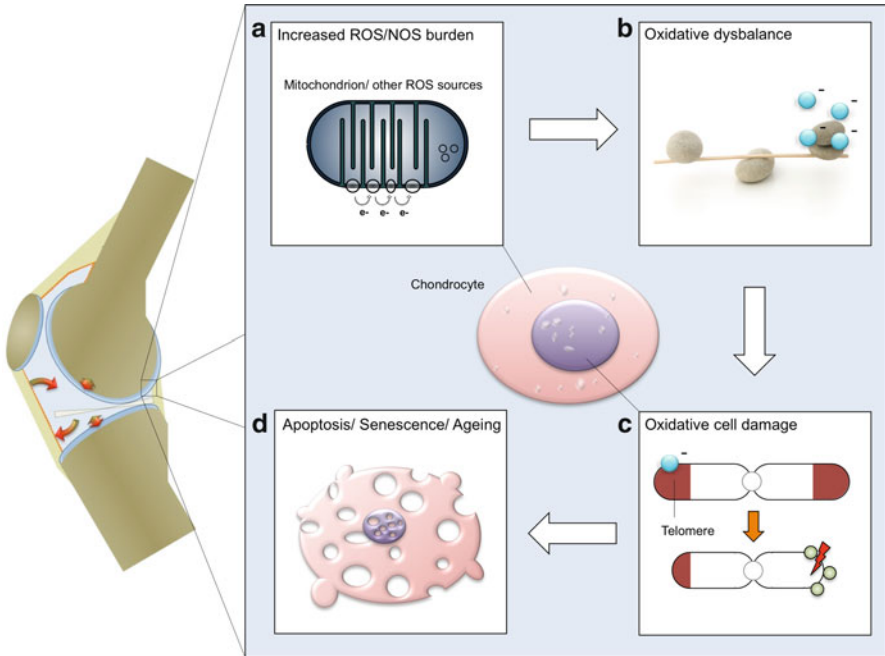 a Increased ROS/NOS burden
Mitochondrion/ other ROS sources
e- e- e-
b Oxidative dysbalance
- - - -
Chondrocyte
c Oxidative cell damage
-
Telomere
d Apoptosis/ Senescence/ Ageing